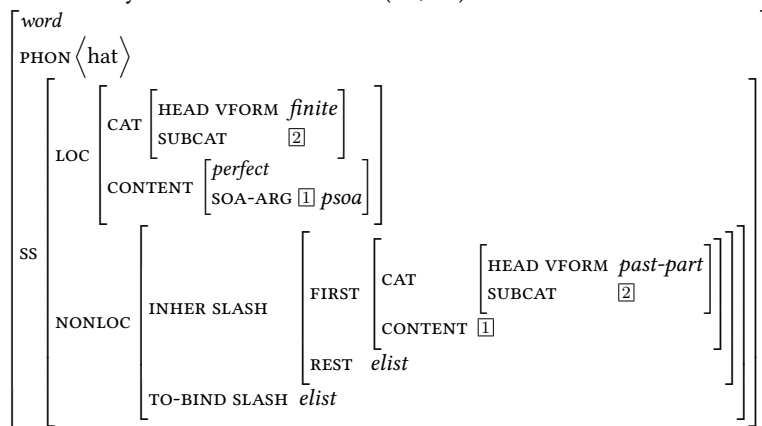 word
PHON ⟨hat⟩
SS LOC CAT HEAD VFORM finite
SUBCAT 2
CONTENT perfect
SOA-ARG 1 psoa
NONLOC INHER SLASH FIRST CAT HEAD VFORM past-part
SUBCAT 2
CONTENT 1
REST elist
TO-BIND SLASH elist